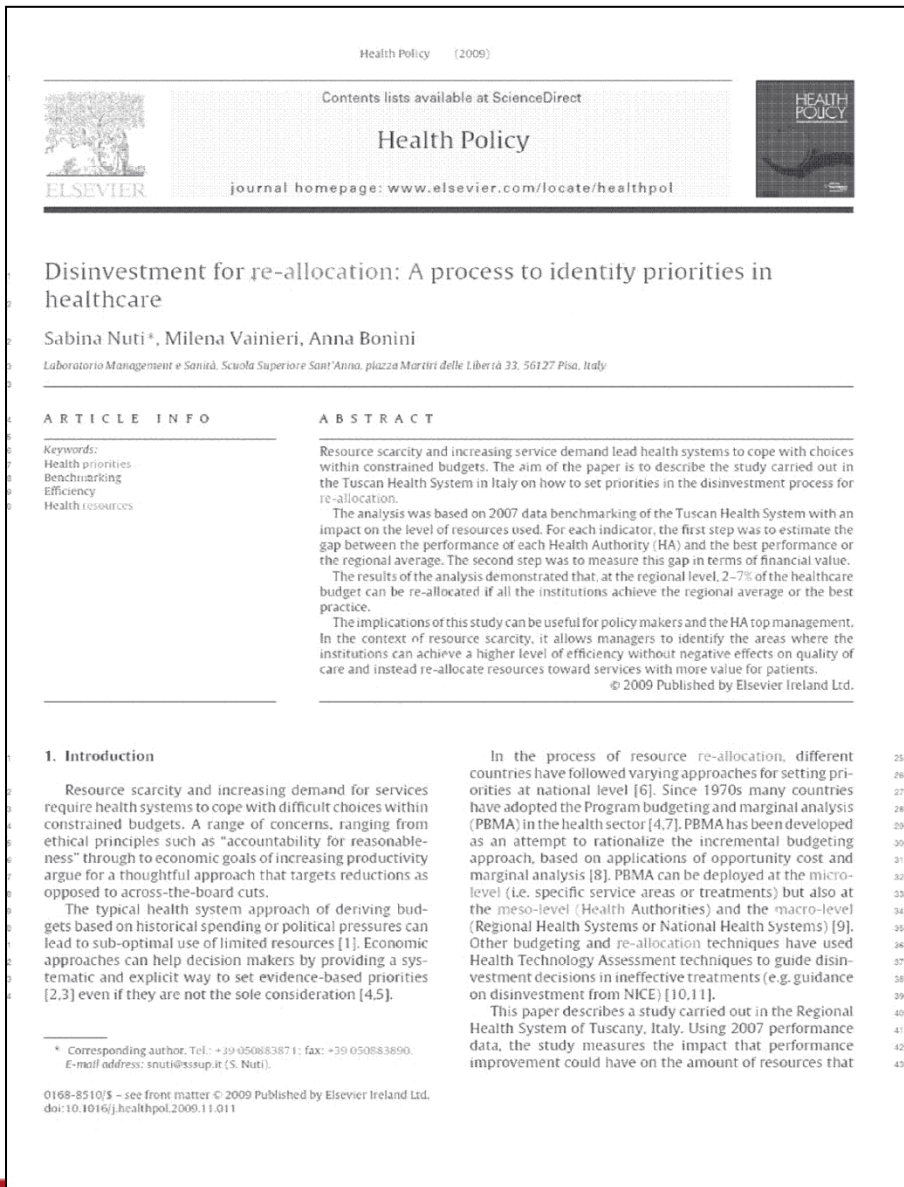 Health Policy (2009)
Contents lists available at ScienceDirect
Health Policy
journal homepage: www.elsevier.com/locate/healthpol
ELSEVIER
HEALTH
POLICY
Disinvestment for re-allocation: A process to identify priorities in
healthcare
Sabina Nuti*, Milena Vainieri, Anna Bonini
Laboratorio Management e Sanità, Scuola Superiore Sant'Anna, piazza Martiri delle Libertà 33, 56127 Pisa, Italy
ARTICLE INFO
Keywords:
Health priorities
Benchmarking
Efficiency
Health resources
ABSTRACT
Resource scarcity and increasing service demand lead health systems to cope with choices
within constrained budgets. The aim of the paper is to describe the study carried out in
the Tuscan Health System in Italy on how to set priorities in the disinvestment process for
re-allocation.
The analysis was based on 2007 data benchmarking of the Tuscan Health System with an
impact on the level of resources used. For each indicator, the first step was to estimate the
gap between the performance of each Health Authority (HA) and the best performance or
the regional average. The second step was to measure this gap in terms of financial value.
The results of the analysis demonstrated that, at the regional level, 2–7% of the healthcare
budget can be re-allocated if all the institutions achieve the regional average or the best
practice.
The implications of this study can be useful for policy makers and the HA top management.
In the context of resource scarcity, it allows managers to identify the areas where the
institutions can achieve a higher level of efficiency without negative effects on quality of
care and instead re-allocate resources toward services with more value for patients.
© 2009 Published by Elsevier Ireland Ltd.
1. Introduction
Resource scarcity and increasing demand for services
require health systems to cope with difficult choices within
constrained budgets. A range of concerns, ranging from
ethical principles such as "accountability for reasonable-
ness" through to economic goals of increasing productivity
argue for a thoughtful approach that targets reductions as
opposed to across-the-board cuts.
The typical health system approach of deriving bud-
gets based on historical spending or political pressures can
lead to sub-optimal use of limited resources [1]. Economic
approaches can help decision makers by providing a sys-
tematic and explicit way to set evidence-based priorities
[2,3] even if they are not the sole consideration [4,5].
* Corresponding author. Tel.: +39 050883871; fax: +39 050883890.
E-mail address: snuti@sssup.it (S. Nuti).
0168-8510/$ – see front matter © 2009 Published by Elsevier Ireland Ltd.
doi:10.1016/j.healthpol.2009.11.011
In the process of resource re-allocation, different
countries have followed varying approaches for setting pri-
orities at national level [6]. Since 1970s many countries
have adopted the Program budgeting and marginal analysis
(PBMA) in the health sector [4,7]. PBMA has been developed
as an attempt to rationalize the incremental budgeting
approach, based on applications of opportunity cost and
marginal analysis [8]. PBMA can be deployed at the micro-
level (i.e. specific service areas or treatments) but also at
the meso-level (Health Authorities) and the macro-level
(Regional Health Systems or National Health Systems) [9].
Other budgeting and re-allocation techniques have used
Health Technology Assessment techniques to guide disin-
vestment decisions in ineffective treatments (e.g. guidance
on disinvestment from NICE) [10,11].
This paper describes a study carried out in the Regional
Health System of Tuscany, Italy. Using 2007 performance
data, the study measures the impact that performance
improvement could have on the amount of resources that
25
26
27
28
29
30
31
32
33
34
35
36
37
38
39
40
41
42
43